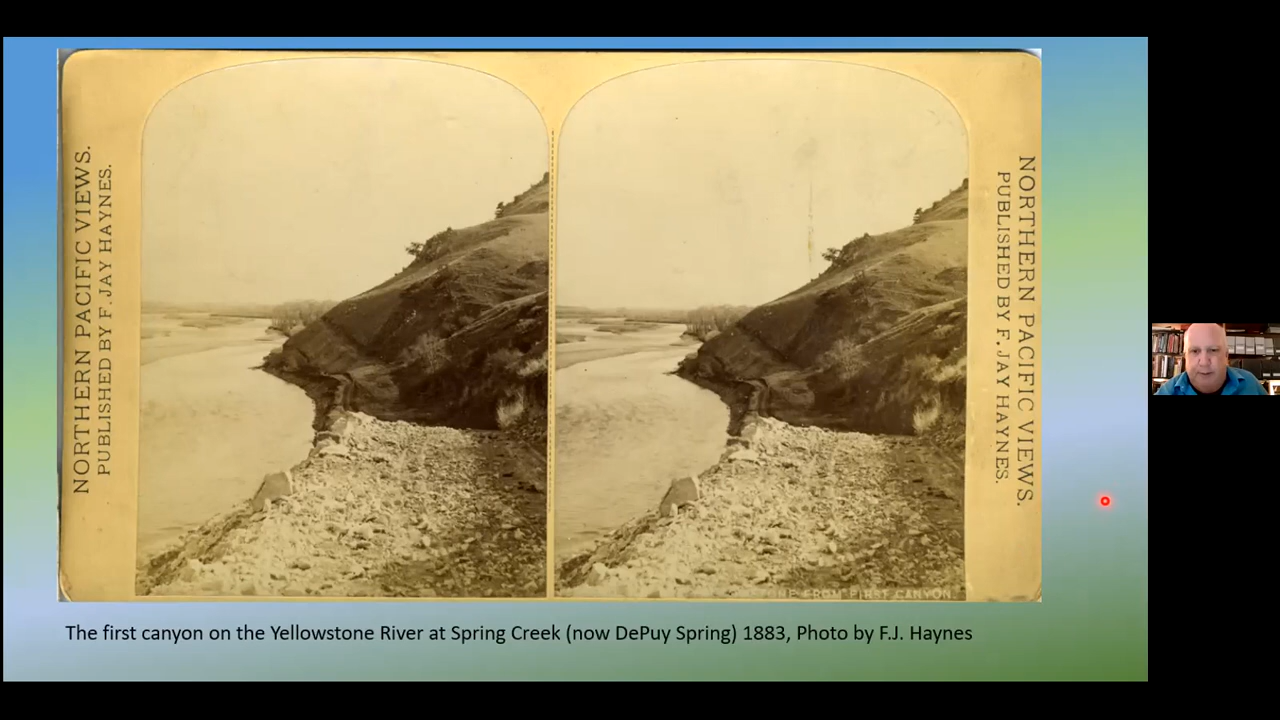 NORTHERN PACIFIC VIEWS.
PUBLISHED BY F. JAY HAYNES.
NORTHERN PACIFIC VIEWS.
PUBLISHED BY F. JAY HAYNES.
FROM FIRST CANYON.
The first canyon on the Yellowstone River at Spring Creek (now DePuy Spring) 1883, Photo by F.J. Haynes